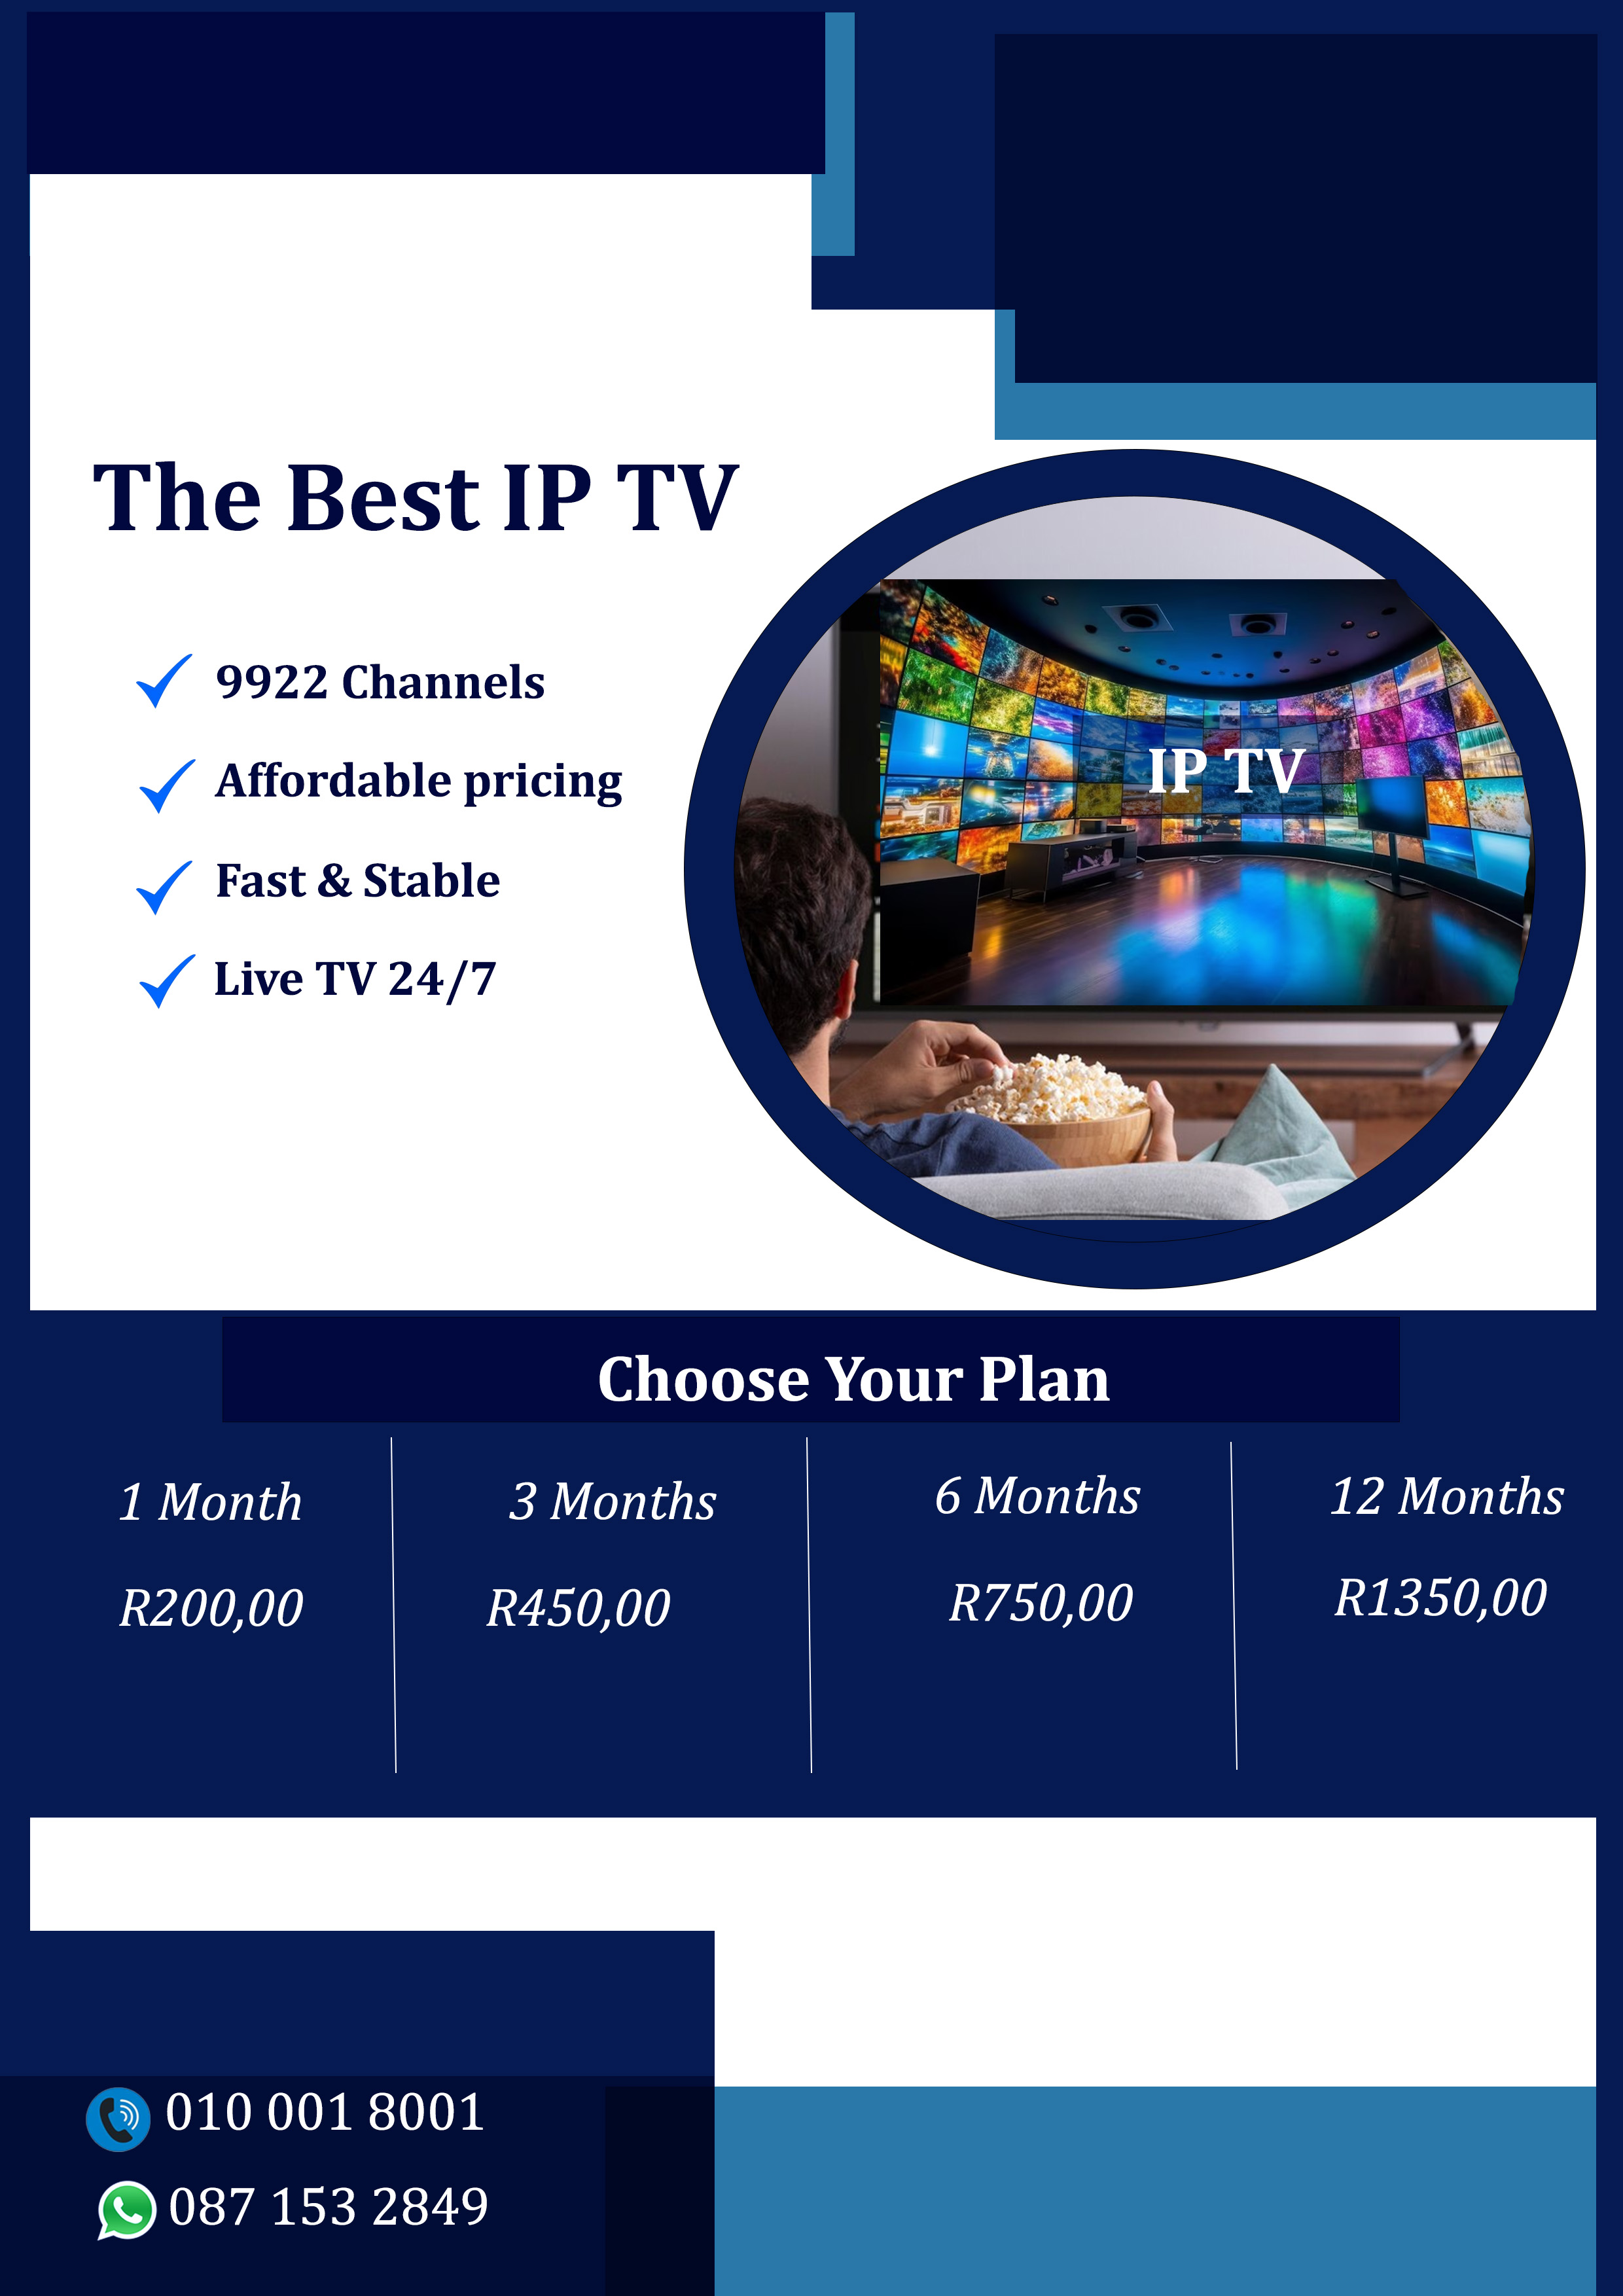 The Best IP TV
9922 Channels
Affordable pricing
Fast & Stable
Live TV 24/7
IP TV
Choose Your Plan
1 Month
R200,00
3 Months
R450,00
6 Months
R750,00
12 Months
R1350,00
010 001 8001
087 153 2849